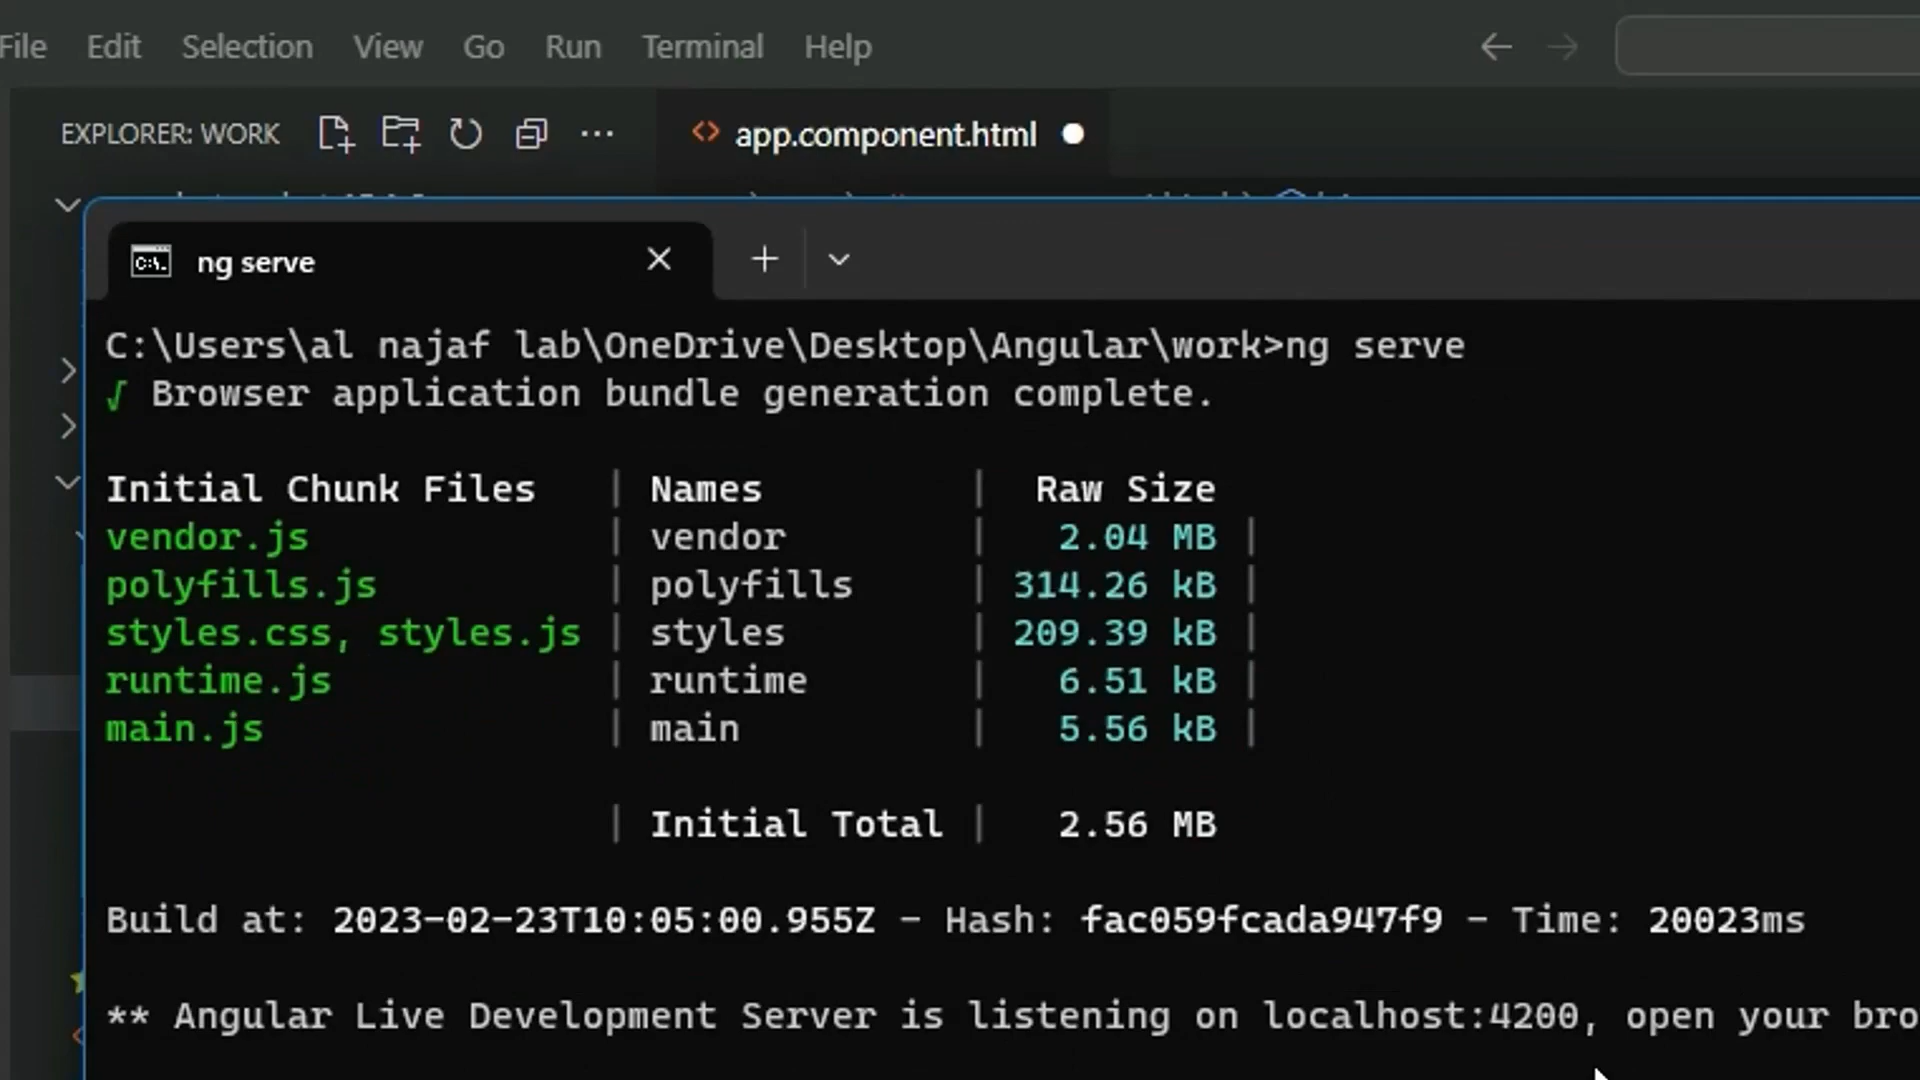 File Edit Selection View Go Run Terminal Help
EXPLORER: WORK
app.component.html
ng serve
C:\Users\al najaf lab\OneDrive\Desktop\Angular\work>ng serve
√ Browser application bundle generation complete.
Initial Chunk Files | Names | Raw Size
vendor.js | vendor | 2.04 MB |
polyfills.js | polyfills | 314.26 kB |
styles.css, styles.js | styles | 209.39 kB |
runtime.js | runtime | 6.51 kB |
main.js | main | 5.56 kB |
| Initial Total | 2.56 MB
Build at: 2023-02-23T10:05:00.955Z - Hash: fac059fcada947f9 - Time: 20023ms
** Angular Live Development Server is listening on localhost:4200, open your bro